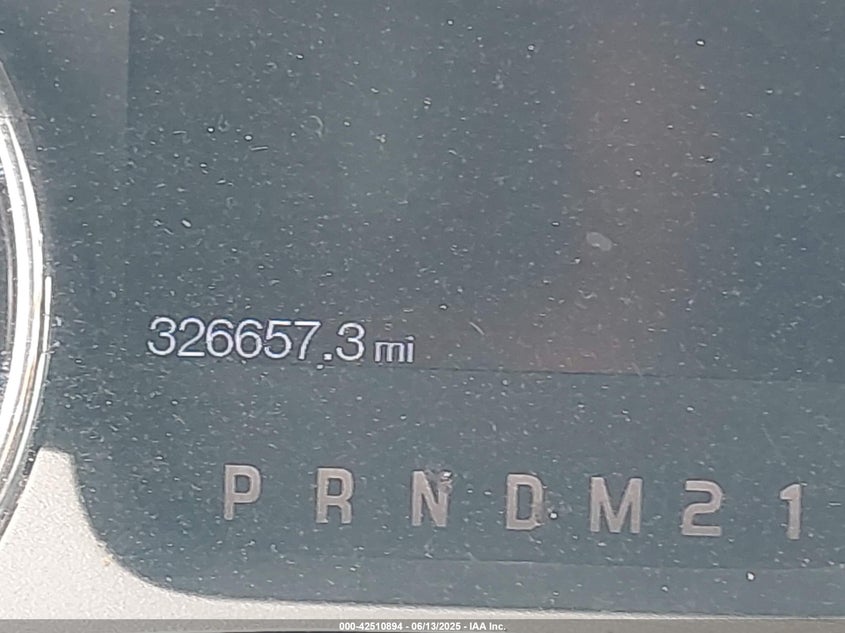 326657.3 mi
P R N D M 2 1
000-42510894 - 06/13/2025 - IAA Inc.